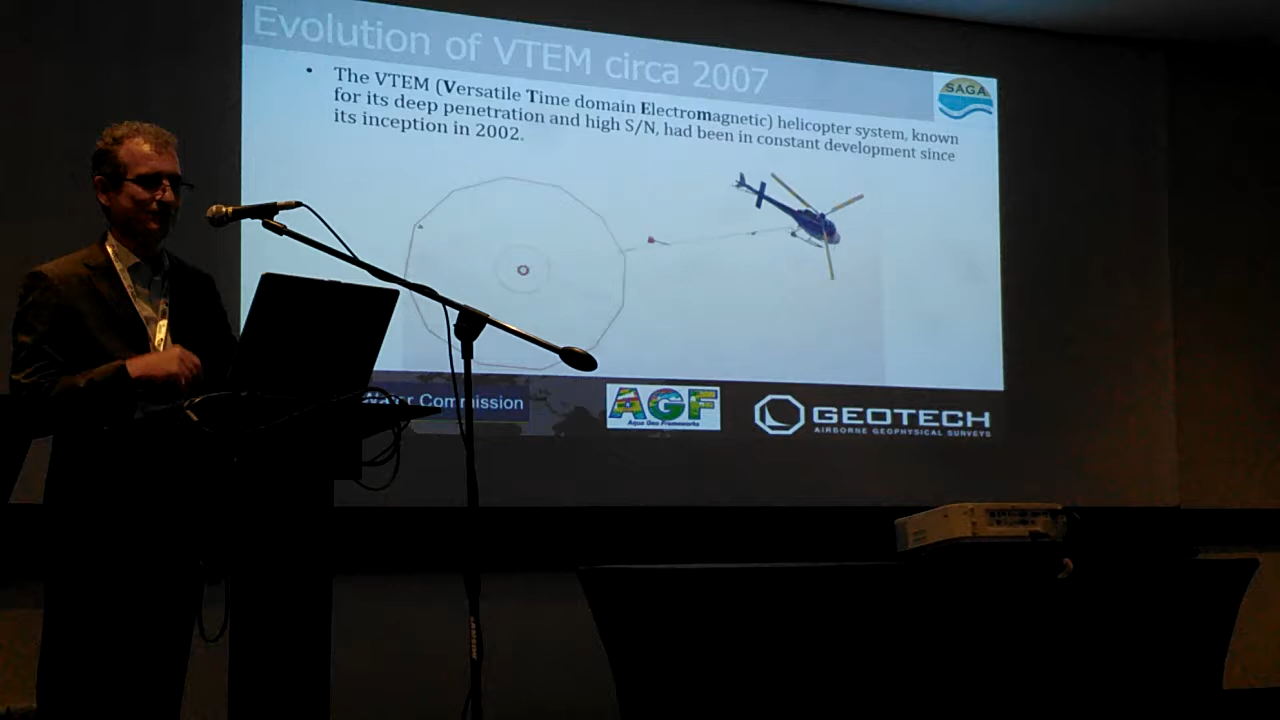 Evolution of VTEM circa 2007
SAGA
• The VTEM (Versatile Time domain Electromagnetic) helicopter system, known
for its deep penetration and high S/N, had been in constant development since
its inception in 2002.
Water Commission
AGF
Aqua Geo Frameworks
GEOTECH
AIRBORNE GEOPHYSICAL SURVEYS